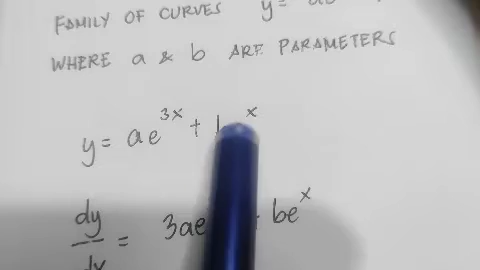 FAMILY OF CURVES y=
WHERE a & b ARE PARAMETERS
y = ae^3x +
dy/dx = 3ae be^x